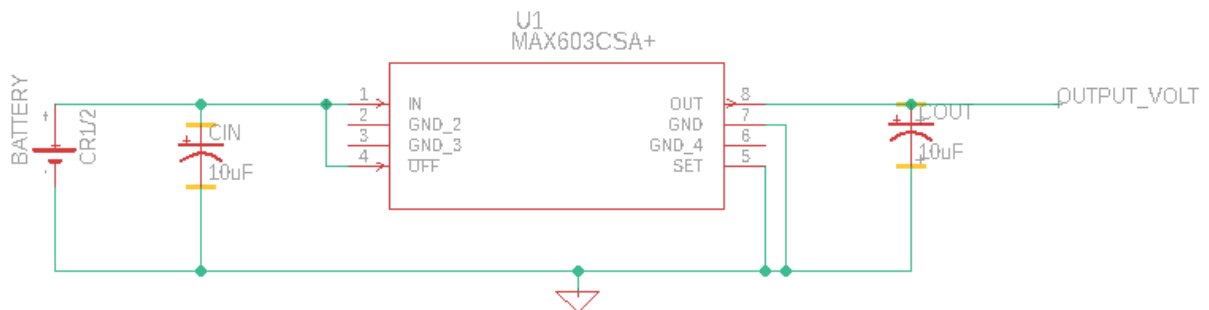 U1
MAX603CSA+
BATTERY
+
-
CR1/2
+
CIN
10uF
1
IN
2
GND_2
3
GND_3
4
OFF
OUT
8
GND
7
GND_4
6
SET
5
+
COUT
+
10uF
+
OUTPUT_VOLT